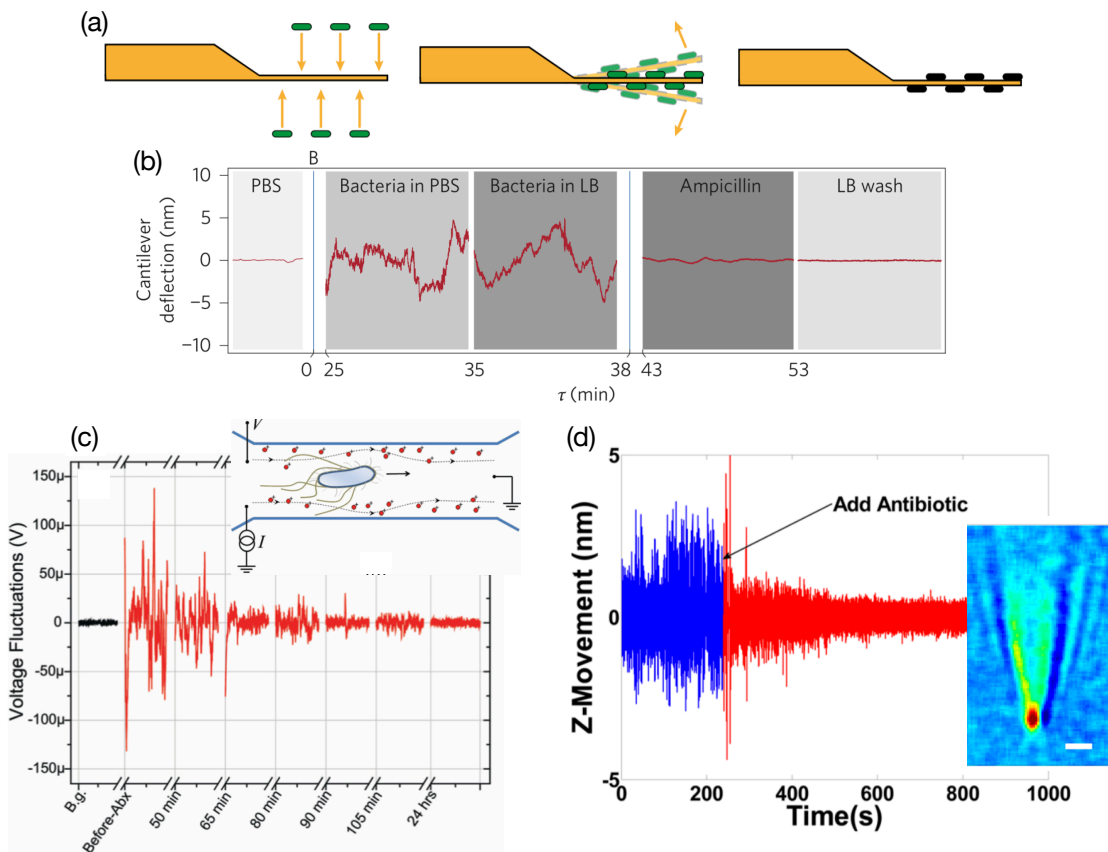 (a)
(b)
B
PBS
Bacteria in PBS
Bacteria in LB
Ampicillin
LB wash
Cantilever
deflection (nm)
10
5
0
−5
−10
0
25
35
38
43
53
τ (min)
(c)
Voltage Fluctuations (V)
150µ
100µ
50µ
0
-50µ
-100µ
-150µ
B.g.
Before-Abx
50 min
65 min
80 min
90 min
105 min
24 hrs
V
I
(d)
Z-Movement (nm)
5
0
-5
Add Antibiotic
0
200
400
600
800
1000
Time(s)